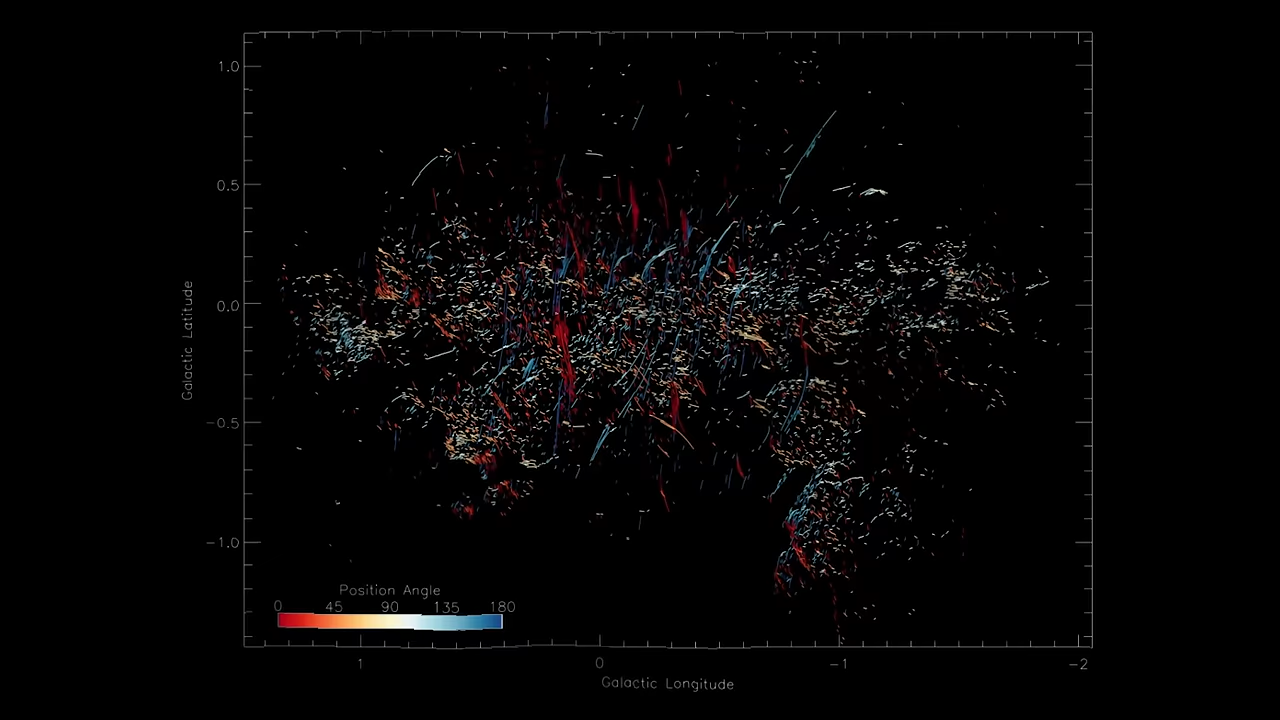 1.0
0.5
0.0
−0.5
−1.0
Galactic Latitude
Position Angle
0 45 90 135 180
1 0 −1 −2
Galactic Longitude